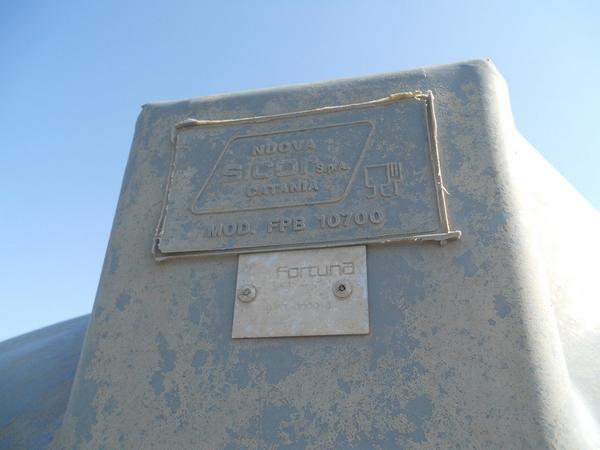 NUOVA
sicor S.p.A.
CATANIA
MOD. FPB 10700
fortuna